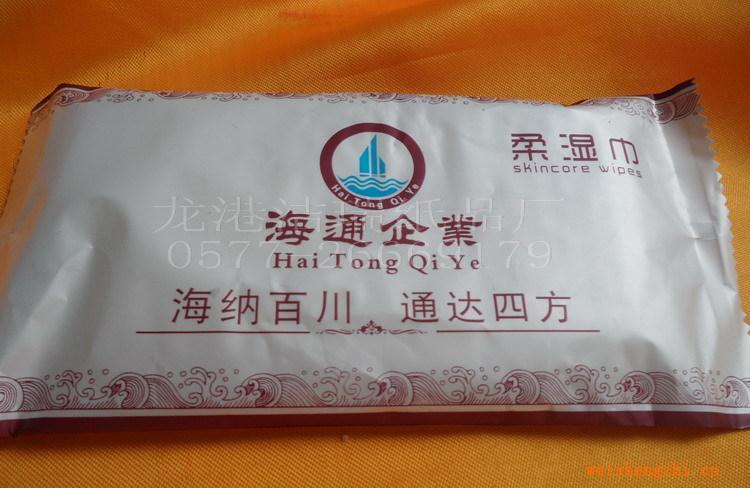 柔湿巾
skincare wipes
Hai Tong Qi Ye
海通企業
Hai Tong Qi Ye
海纳百川 通达四方